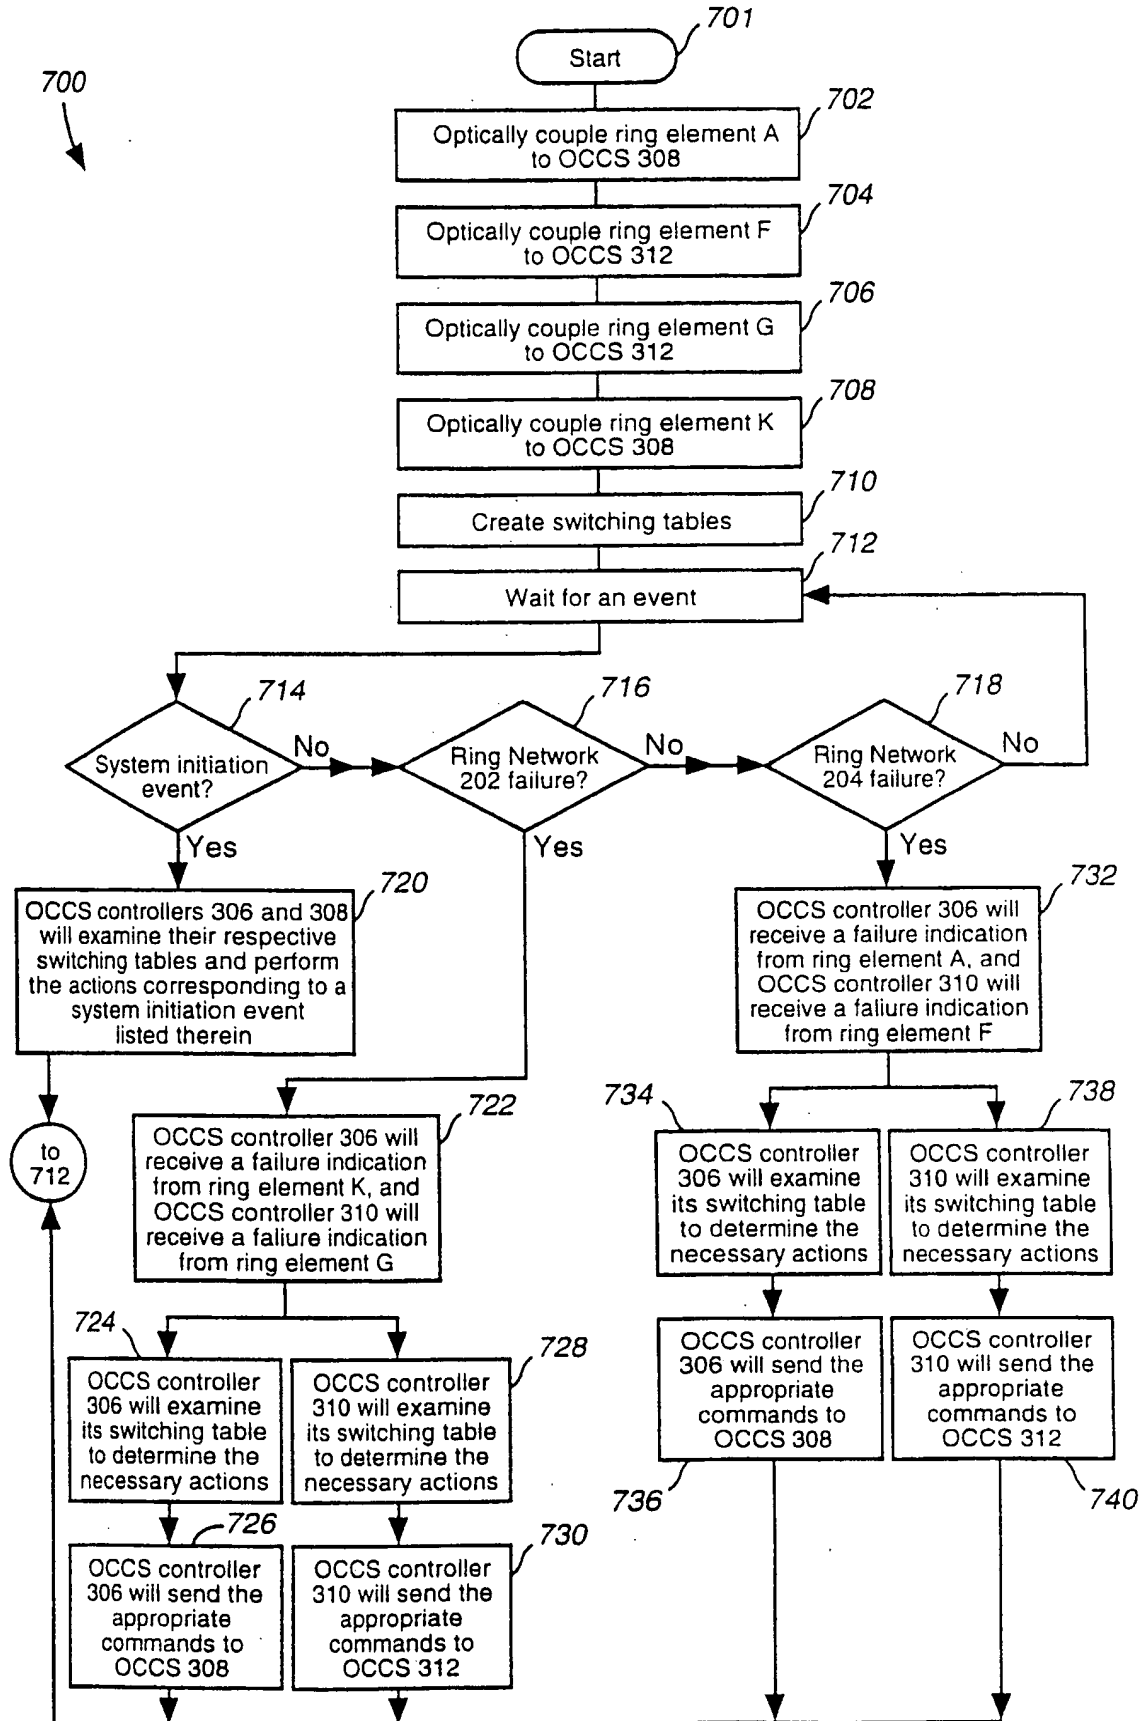 701
Start
700
702
Optically couple ring element A
to OCCS 308
704
Optically couple ring element F
to OCCS 312
706
Optically couple ring element G
to OCCS 312
708
Optically couple ring element K
to OCCS 308
710
Create switching tables
712
Wait for an event
714
System initiation
event?
No
Yes
716
Ring Network
202 failure?
No
Yes
718
Ring Network
204 failure?
No
Yes
720
OCCS controllers 306 and 308
will examine their respective
switching tables and perform
the actions corresponding to a
system initiation event
listed therein
to
712
732
OCCS controller 306 will
receive a failure indication
from ring element A, and
OCCS controller 310 will
receive a failure indication
from ring element F
722
OCCS controller 306 will
receive a failure indication
from ring element K, and
OCCS controller 310 will
receive a faliure indication
from ring element G
734
OCCS controller
306 will examine
its switching table
to determine the
necessary actions
738
OCCS controller
310 will examine
its switching table
to determine the
necessary actions
724
OCCS controller
306 will examine
its switching table
to determine the
necessary actions
728
OCCS controller
310 will examine
its switching table
to determine the
necessary actions
OCCS controller
306 will send the
appropriate
commands to
OCCS 308
736
OCCS controller
310 will send the
appropriate
commands to
OCCS 312
740
726
OCCS controller
306 will send the
appropriate
commands to
OCCS 308
730
OCCS controller
310 will send the
appropriate
commands to
OCCS 312